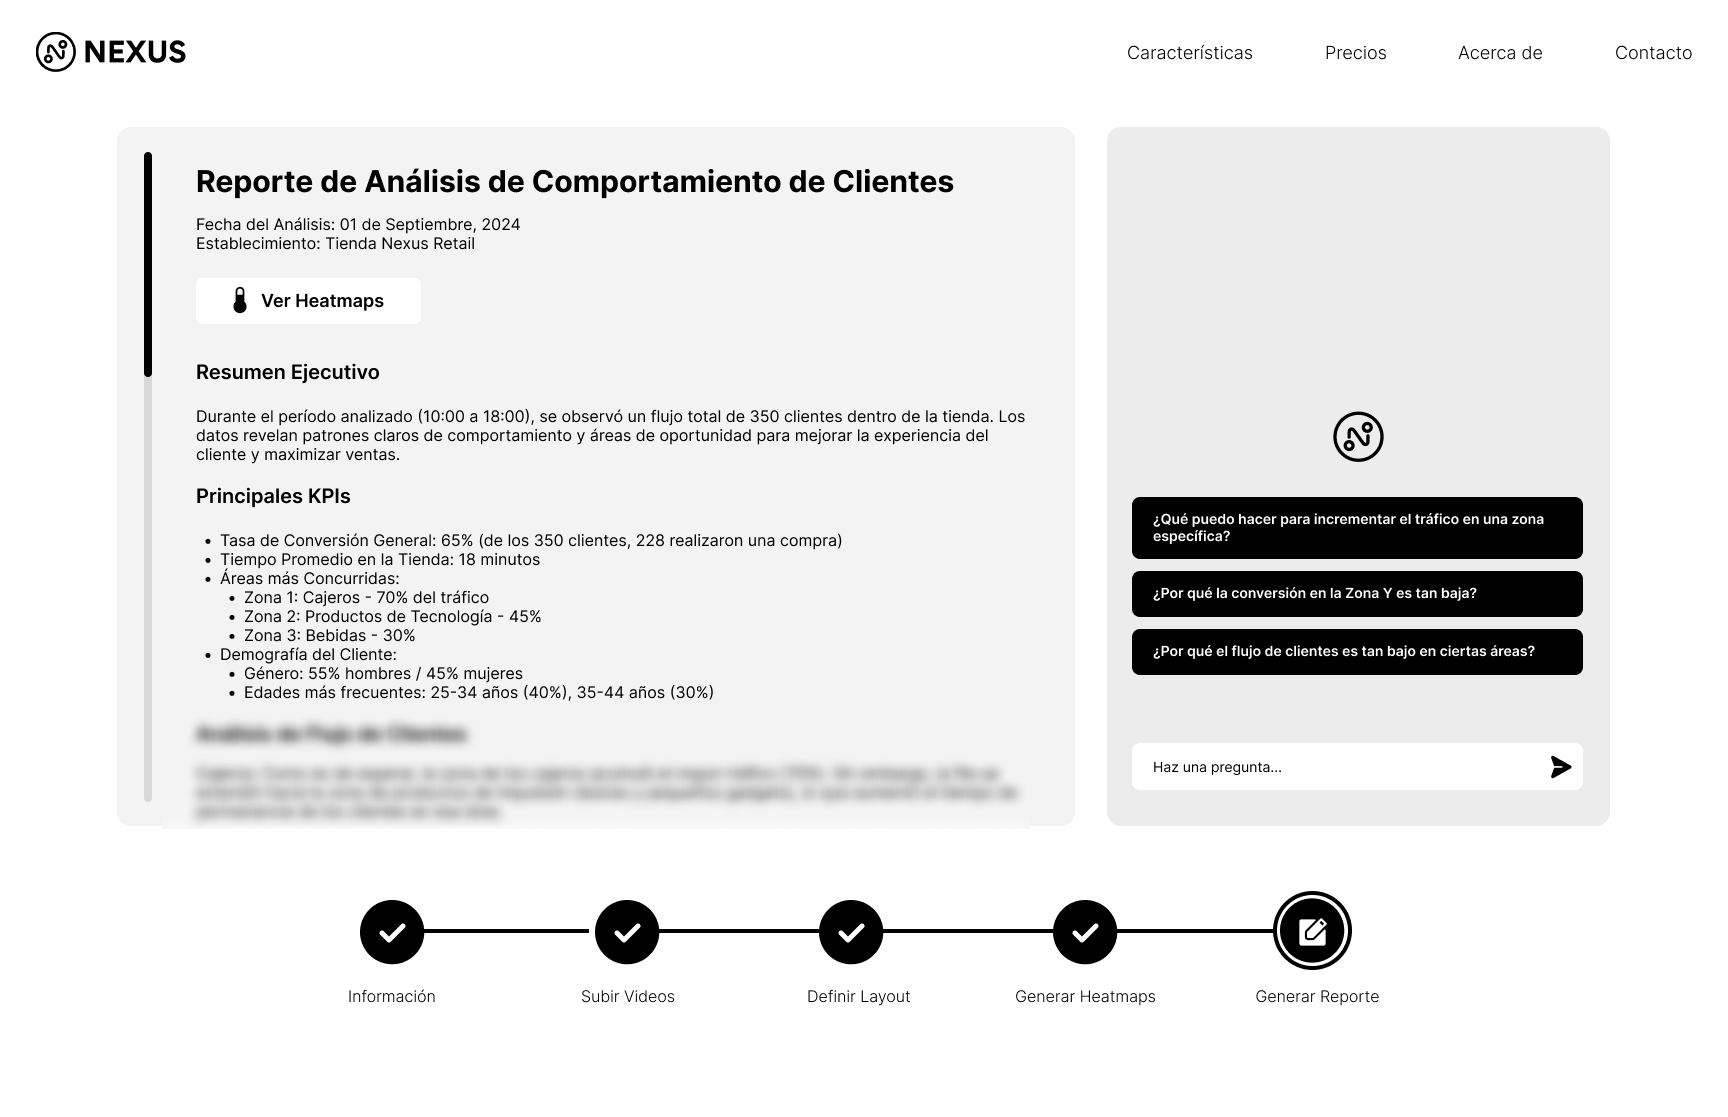 NEXUS
Características
Precios
Acerca de
Contacto
Reporte de Análisis de Comportamiento de Clientes
Fecha del Análisis: 01 de Septiembre, 2024
Establecimiento: Tienda Nexus Retail
Ver Heatmaps
Resumen Ejecutivo
Durante el período analizado (10:00 a 18:00), se observó un flujo total de 350 clientes dentro de la tienda. Los
datos revelan patrones claros de comportamiento y áreas de oportunidad para mejorar la experiencia del
cliente y maximizar ventas.
Principales KPIs
• Tasa de Conversión General: 65% (de los 350 clientes, 228 realizaron una compra)
• Tiempo Promedio en la Tienda: 18 minutos
• Áreas más Concurridas:
• Zona 1: Cajeros - 70% del tráfico
• Zona 2: Productos de Tecnología - 45%
• Zona 3: Bebidas - 30%
• Demografía del Cliente:
• Género: 55% hombres / 45% mujeres
• Edades más frecuentes: 25-34 años (40%), 35-44 años (30%)
Análisis de Flujo de Clientes
¿Qué puedo hacer para incrementar el tráfico en una zona
específica?
¿Por qué la conversión en la Zona Y es tan baja?
¿Por qué el flujo de clientes es tan bajo en ciertas áreas?
Haz una pregunta...
Información
Subir Videos
Definir Layout
Generar Heatmaps
Generar Reporte